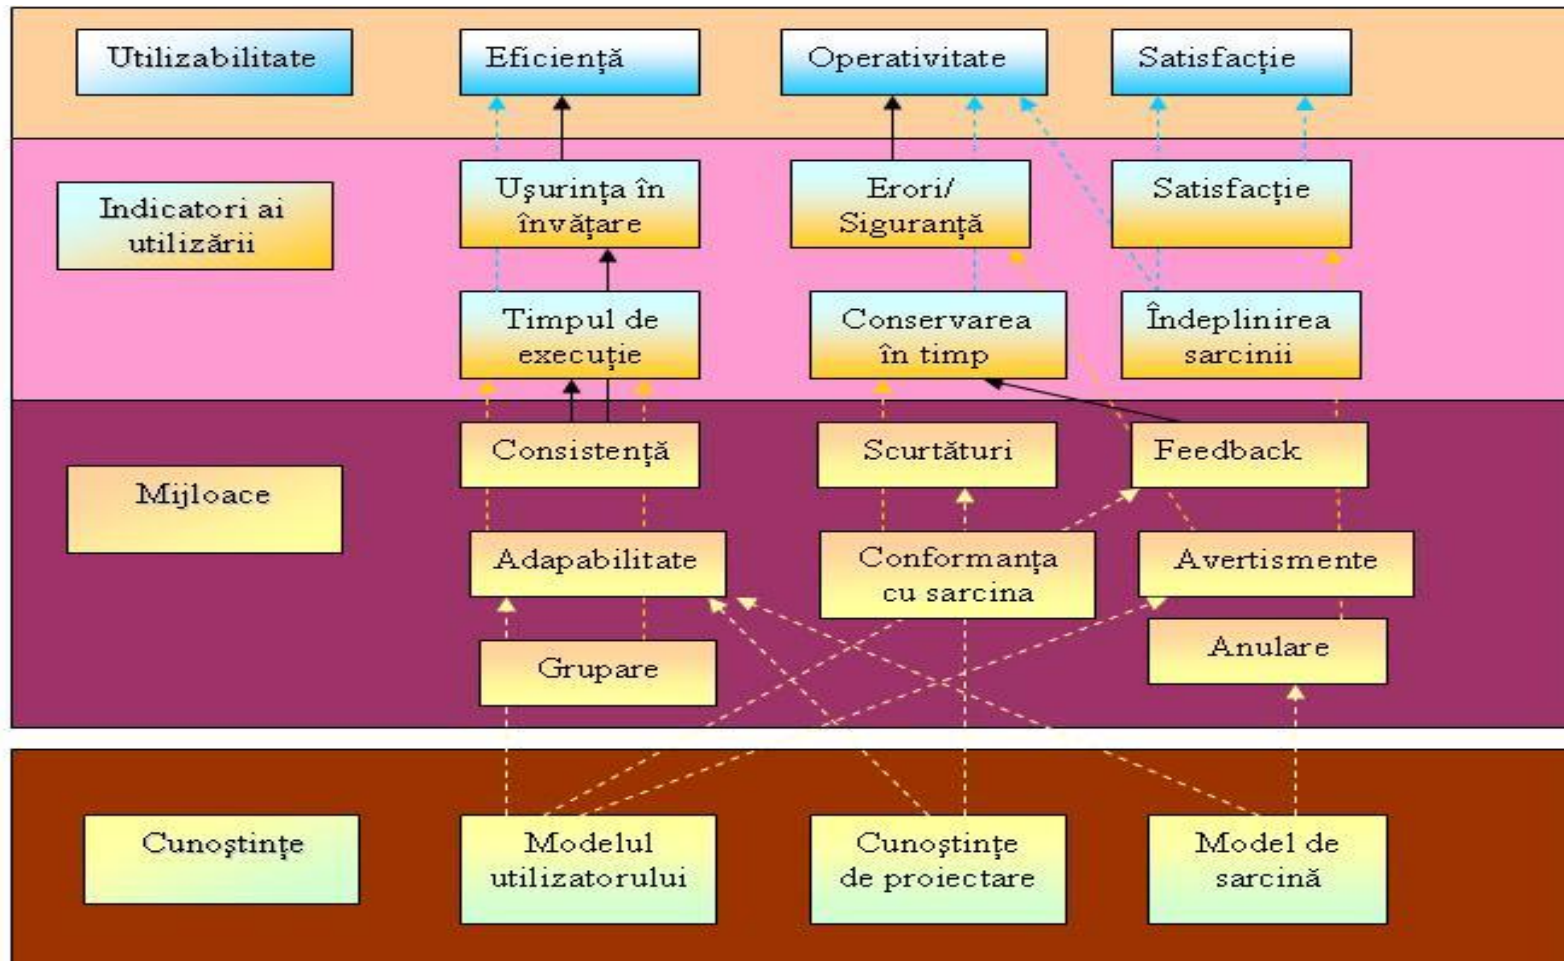 Utilizabilitate
Eficienţă
Operativitate
Satisfacţie
Indicatori ai
utilizării
Uşurinţa în
învăţare
Erori/
Siguranţă
Satisfacţie
Timpul de
execuţie
Conservarea
în timp
Îndeplinirea
sarcinii
Mijloace
Consistenţă
Scurtături
Feedback
Adapabilitate
Conformanţa
cu sarcina
Avertismente
Grupare
Anulare
Cunoştinţe
Modelul
utilizatorului
Cunoştinţe
de proiectare
Model de
sarcină